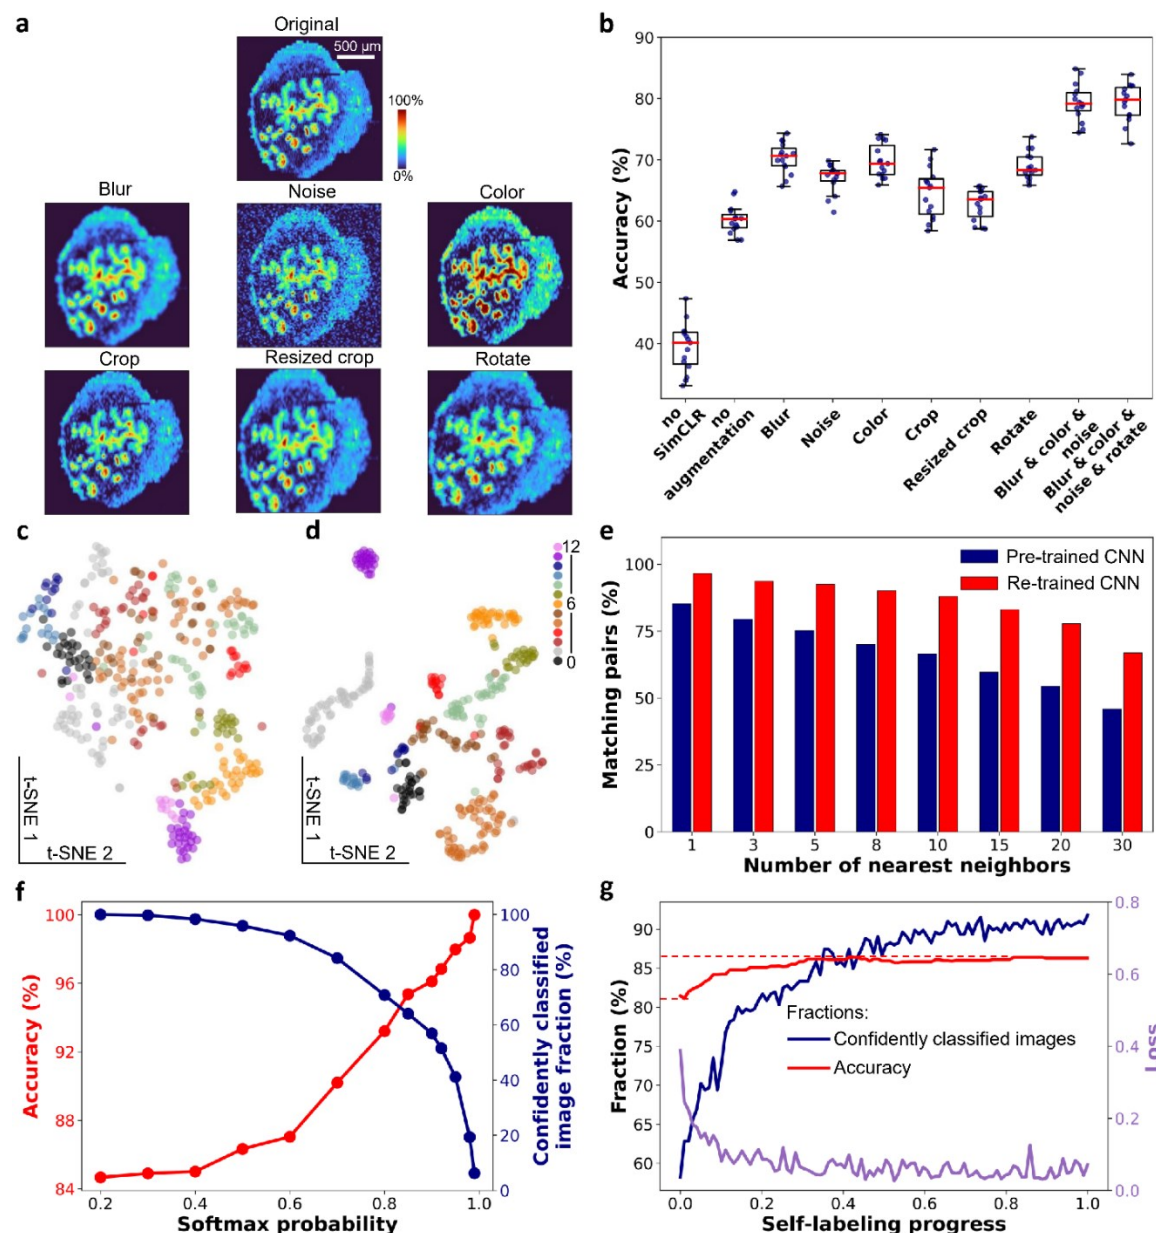 a
Original
500 µm
100%
0%
Blur
Noise
Color
Crop
Resized crop
Rotate
b
Accuracy (%)
90
80
70
60
50
40
no
SimCLR
no
augmentation
Blur
Noise
Color
Crop
Resized crop
Rotate
Blur & color &
noise
Blur & color &
noise & rotate
c
t-SNE 1
t-SNE 2
d
12
6
0
t-SNE 1
t-SNE 2
e
Matching pairs (%)
100
75
50
25
0
Pre-trained CNN
Re-trained CNN
1 3 5 8 10 15 20 30
Number of nearest neighbors
f
Accuracy (%)
100
96
92
88
84
100
80
60
40
20
0
Confidently classified
image fraction (%)
0.2 0.4 0.6 0.8 1.0
Softmax probability
g
Fraction (%)
90
85
80
75
70
65
60
Fractions:
Confidently classified images
Accuracy
0.8
0.6
0.4
0.2
0.0
Loss
0.0 0.2 0.4 0.6 0.8 1.0
Self-labeling progress